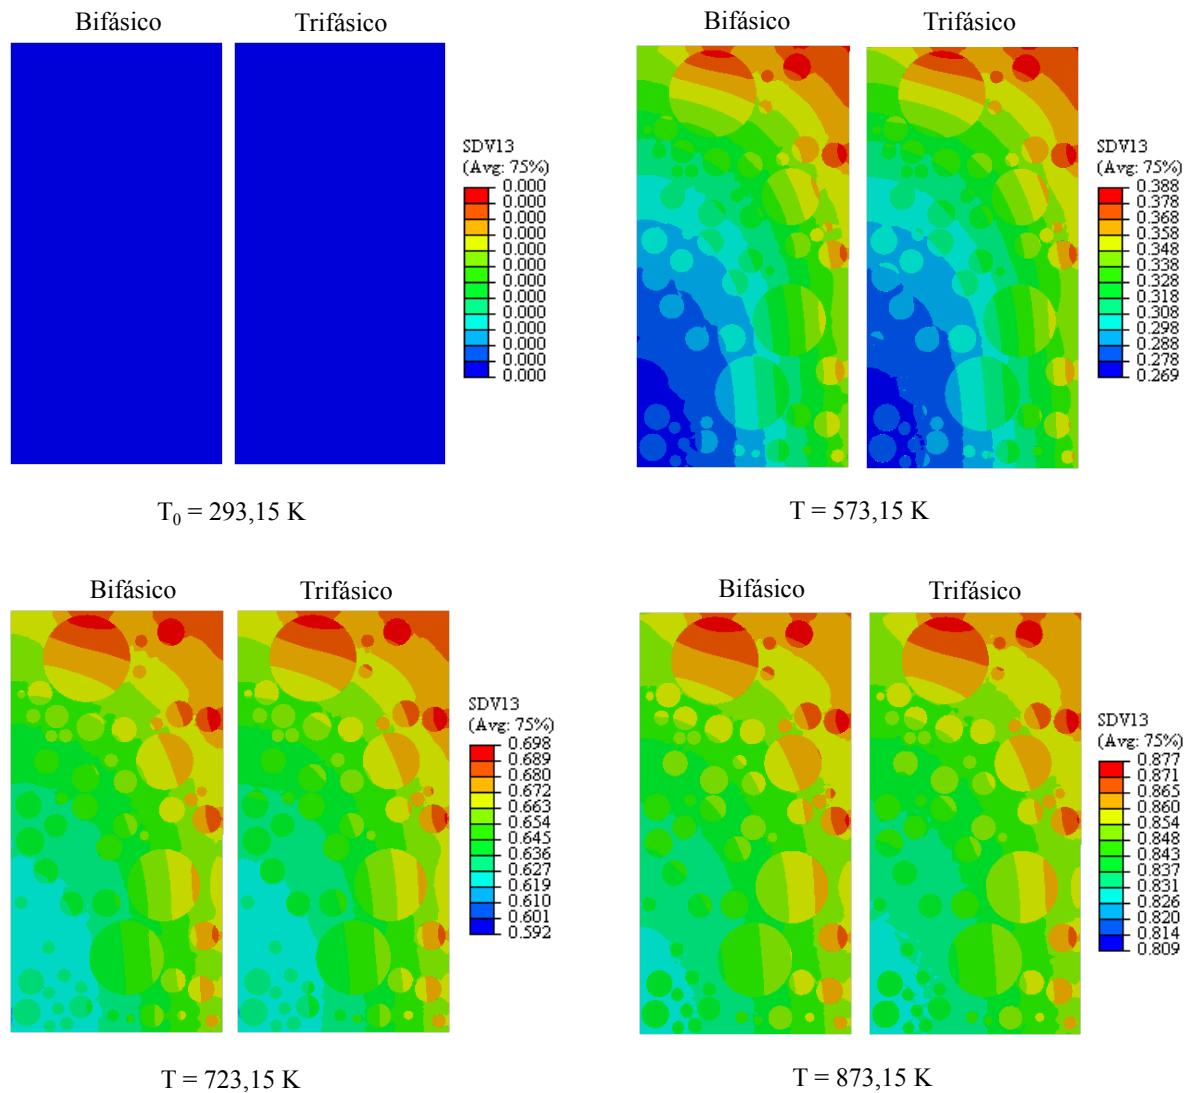 Bifásico
Trifásico
SDV13
(Avg: 75%)
0.000
0.000
0.000
0.000
0.000
0.000
0.000
0.000
0.000
0.000
0.000
0.000
0.000
T0 = 293,15 K
Bifásico
Trifásico
SDV13
(Avg: 75%)
0.388
0.378
0.368
0.358
0.348
0.338
0.328
0.318
0.308
0.298
0.288
0.278
0.269
T = 573,15 K
Bifásico
Trifásico
SDV13
(Avg: 75%)
0.698
0.689
0.680
0.672
0.663
0.654
0.645
0.636
0.627
0.619
0.610
0.601
0.592
T = 723,15 K
Bifásico
Trifásico
SDV13
(Avg: 75%)
0.877
0.871
0.865
0.860
0.854
0.848
0.843
0.837
0.831
0.826
0.820
0.814
0.809
T = 873,15 K